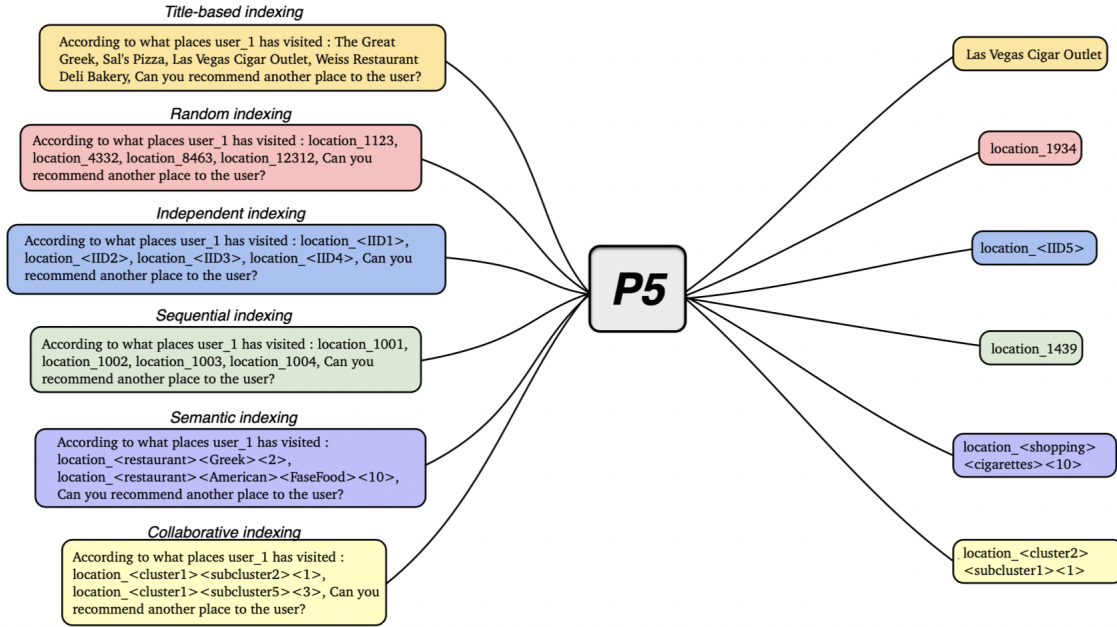 Title-based indexing
According to what places user_1 has visited : The Great
Greek, Sal's Pizza, Las Vegas Cigar Outlet, Weiss Restaurant
Deli Bakery, Can you recommend another place to the user?
Random indexing
According to what places user_1 has visited : location_1123,
location_4332, location_8463, location_12312, Can you
recommend another place to the user?
Independent indexing
According to what places user_1 has visited : location_<IID1>,
location_<IID2>, location_<IID3>, location_<IID4>, Can you
recommend another place to the user?
Sequential indexing
According to what places user_1 has visited : location_1001,
location_1002, location_1003, location_1004, Can you
recommend another place to the user?
Semantic indexing
According to what places user_1 has visited :
location_<restaurant><Greek><2>,
location_<restaurant><American><FaseFood><10>,
Can you recommend another place to the user?
Collaborative indexing
According to what places user_1 has visited :
location_<cluster1><subcluster2><1>,
location_<cluster1><subcluster5><3>, Can you
recommend another place to the user?
P5
Las Vegas Cigar Outlet
location_1934
location_<IID5>
location_1439
location_<shopping>
<cigarettes><10>
location_<cluster2>
<subcluster1><1>